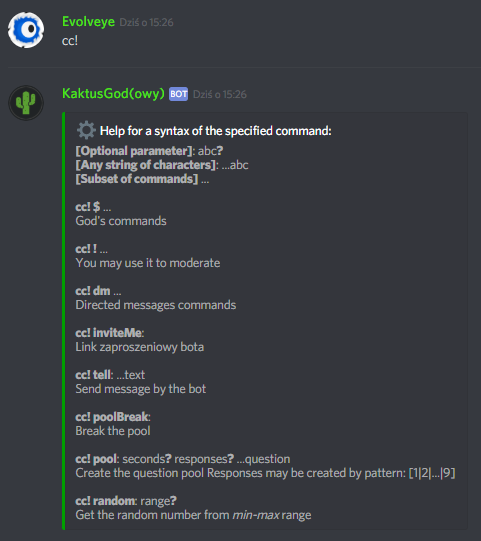 Evolveye Dziś o 15:26
cc!
KaktusGod(owy) BOT Dziś o 15:26
Help for a syntax of the specified command:
[Optional parameter]: abc?
[Any string of characters]: ...abc
[Subset of commands] ...
cc! $ ...
God's commands
cc! ! ...
You may use it to moderate
cc! dm ...
Directed messages commands
cc! inviteMe:
Link zaproszeniowy bota
cc! tell: ...text
Send message by the bot
cc! poolBreak:
Break the pool
cc! pool: seconds? responses? ...question
Create the question pool Responses may be created by pattern: [1|2|...|9]
cc! random: range?
Get the random number from min-max range